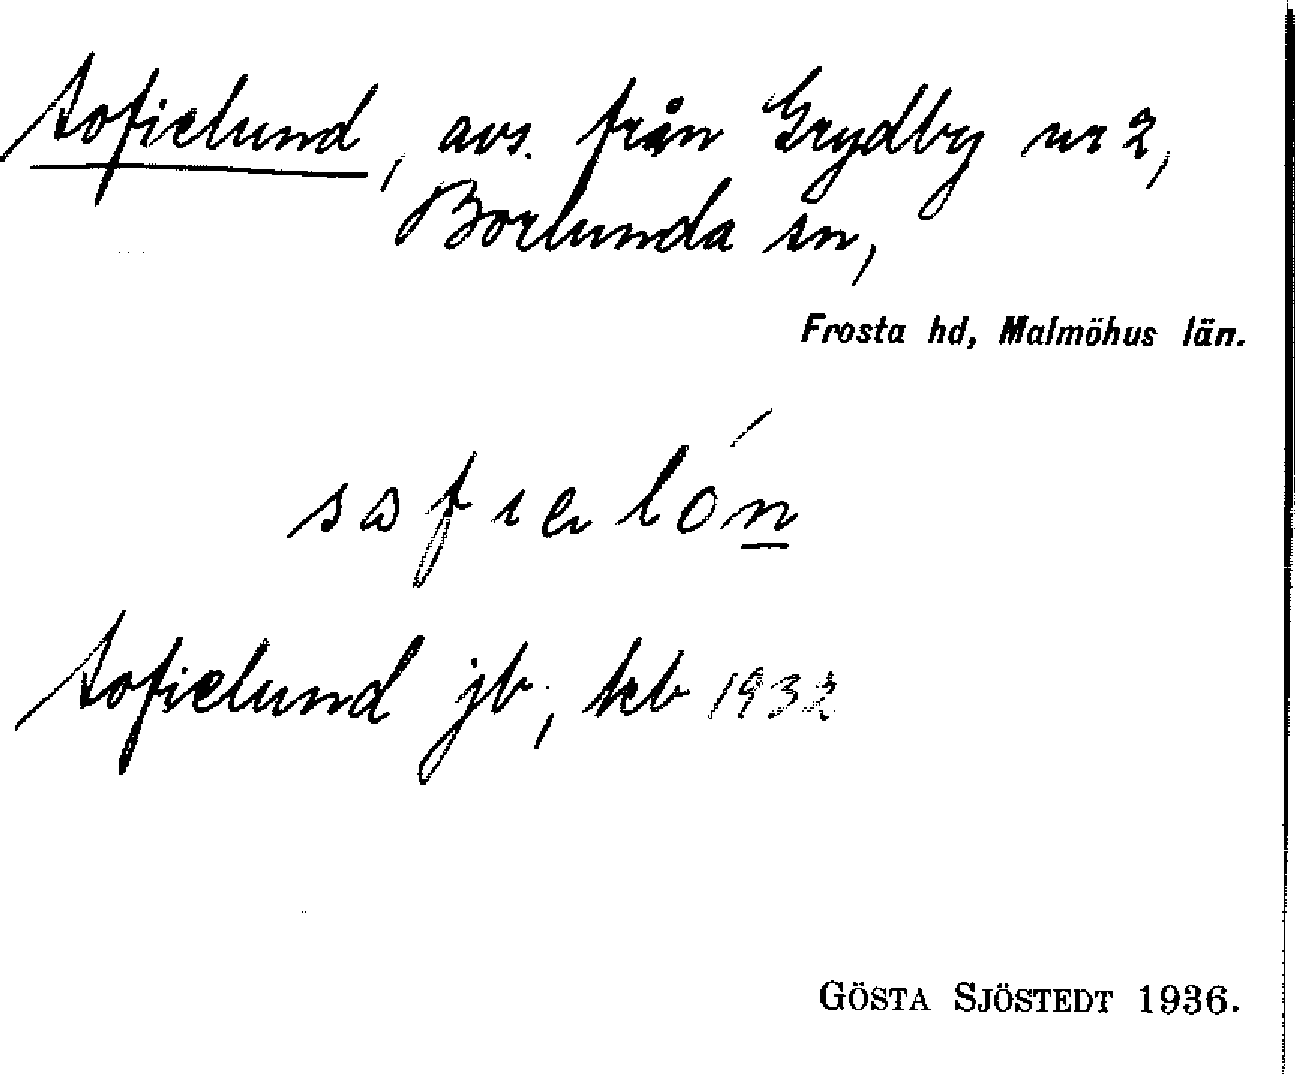 Sofielund, avs. från Grydby nr 2,
Borlunda sn,
Frosta hd, Malmöhus län.
Sofielund jb, kb 1932
GÖSTA SJÖSTEDT 1936.